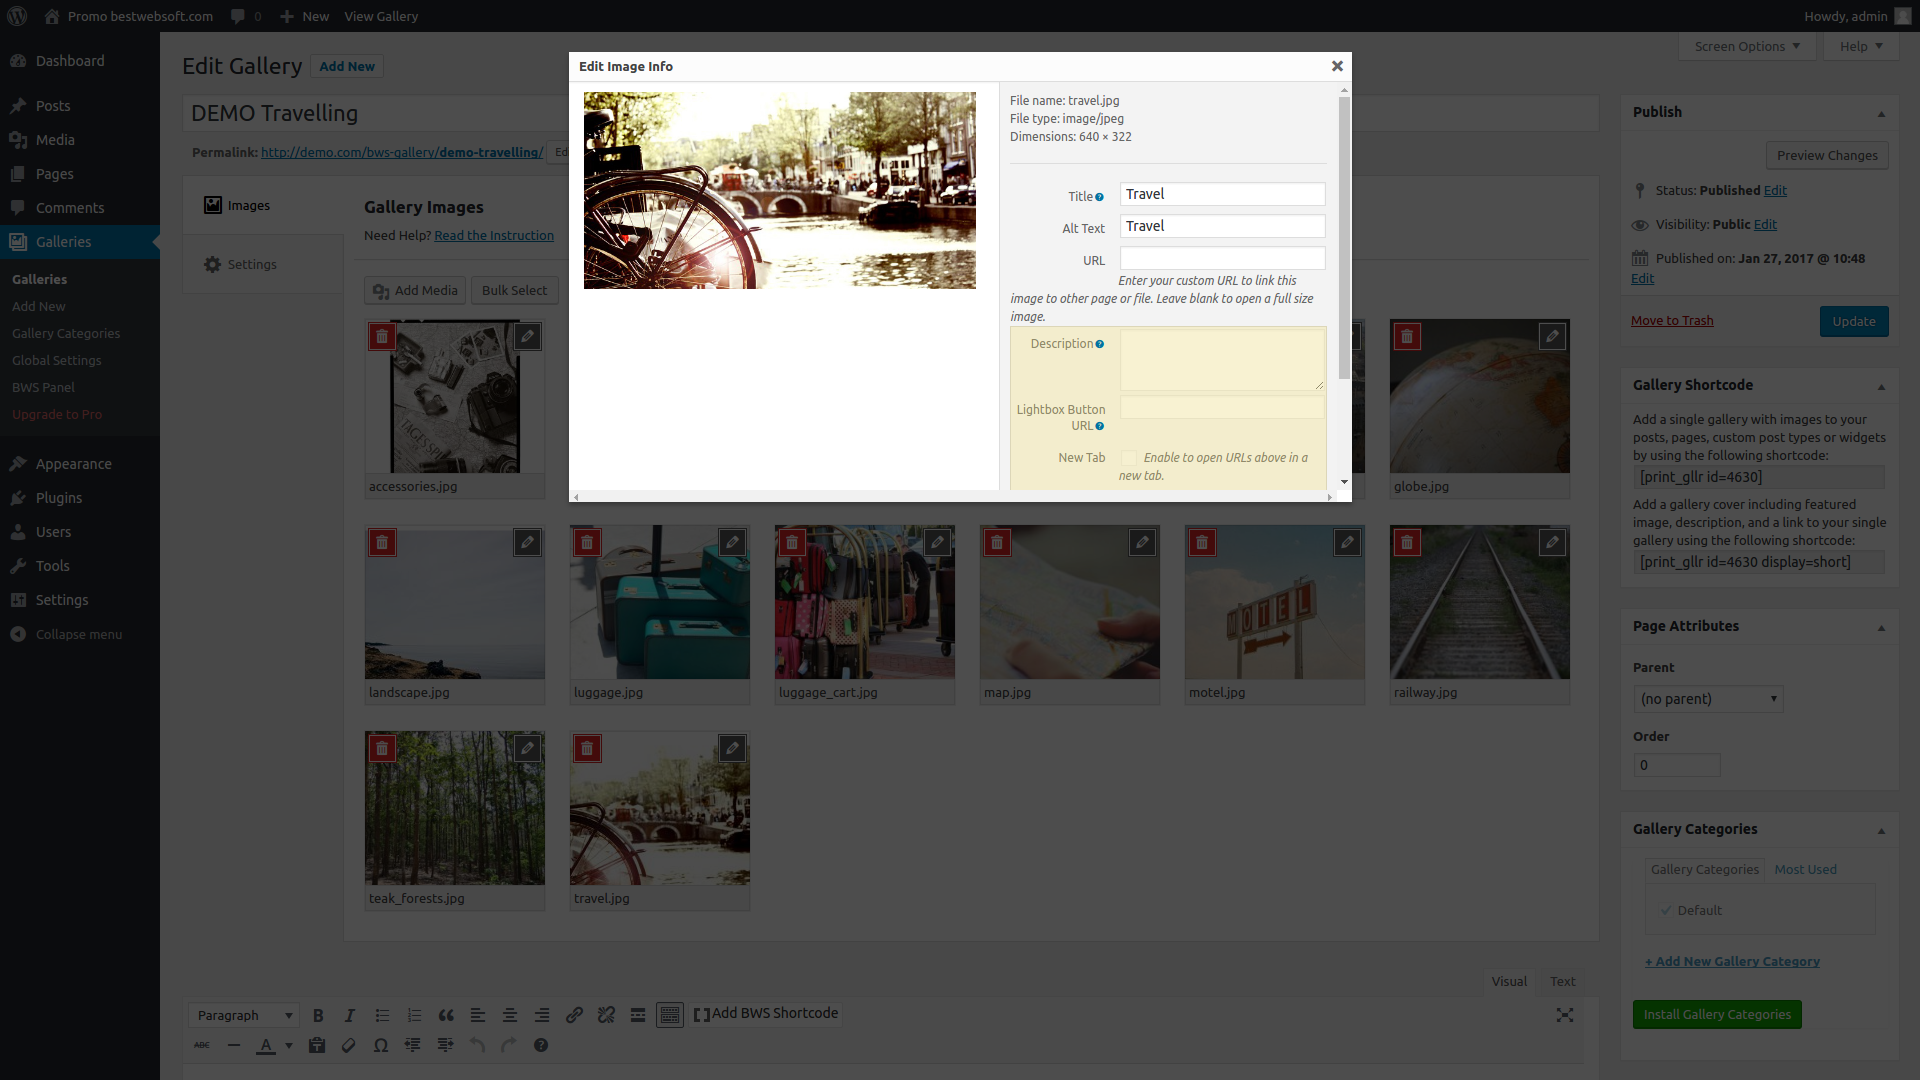 Promo bestwebsoft.com
0
New
View Gallery
Howdy, admin
Dashboard
Posts
Media
Pages
Comments
Galleries
Galleries
Add New
Gallery Categories
Global Settings
BWS Panel
Upgrade to Pro
Appearance
Plugins
Users
Tools
Settings
Collapse menu
Screen Options
Help
Edit Gallery
Add New
DEMO Travelling
Permalink: http://demo.com/bws-gallery/demo-travelling/
Ed
Images
Settings
Gallery Images
Need Help? Read the Instruction
Add Media
Bulk Select
Edit Image Info
File name: travel.jpg
File type: image/jpeg
Dimensions: 640 × 322
Title
Travel
Alt Text
Travel
URL
Enter your custom URL to link this
image to other page or file. Leave blank to open a full size
image.
Description
Lightbox Button
URL
New Tab
Enable to open URLs above in a
new tab.
TAGESSPI
accessories.jpg
globe.jpg
landscape.jpg
luggage.jpg
luggage_cart.jpg
map.jpg
MOTEL
motel.jpg
railway.jpg
teak_forests.jpg
travel.jpg
Visual
Text
Paragraph
B
I
Add BWS Shortcode
ABC
A
Ω
Publish
Preview Changes
Status: Published Edit
Visibility: Public Edit
Published on: Jan 27, 2017 @ 10:48
Edit
Move to Trash
Update
Gallery Shortcode
Add a single gallery with images to your
posts, pages, custom post types or widgets
by using the following shortcode:
[print_gllr id=4630]
Add a gallery cover including featured
image, description, and a link to your single
gallery using the following shortcode:
[print_gllr id=4630 display=short]
Page Attributes
Parent
(no parent)
Order
0
Gallery Categories
Gallery Categories
Most Used
Default
+ Add New Gallery Category
Install Gallery Categories